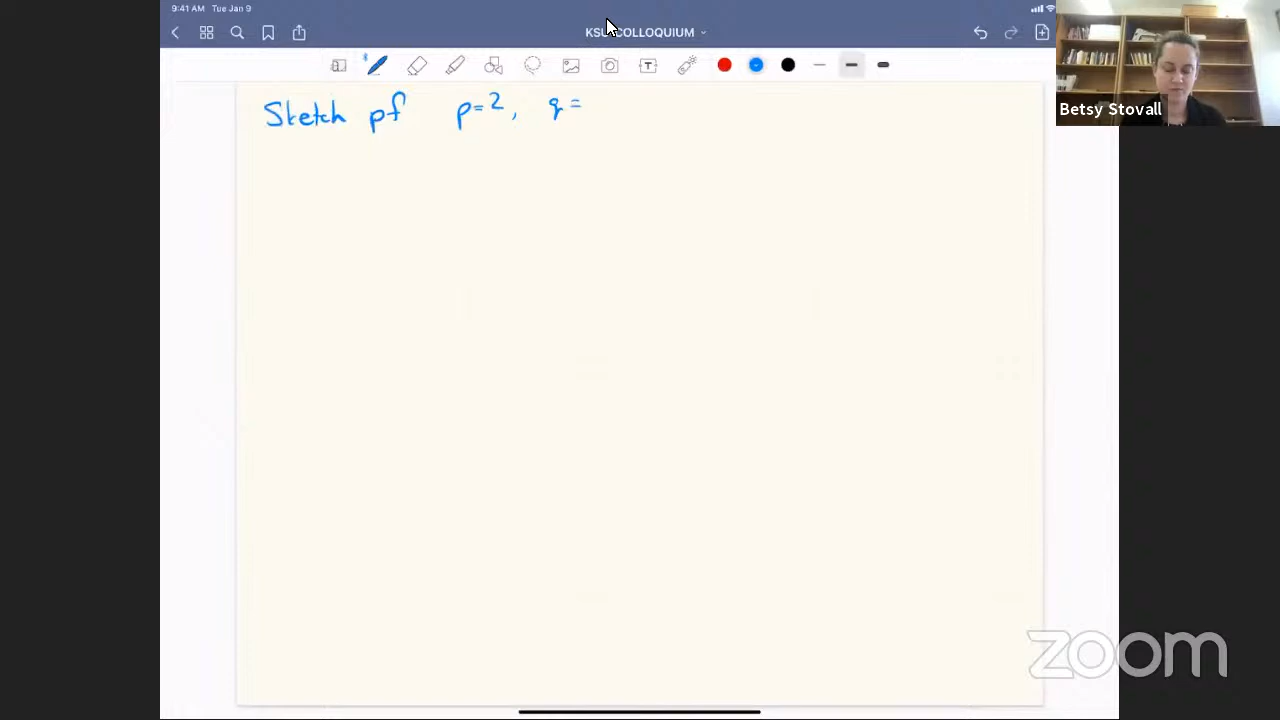 9:41 AM Tue Jan 9
KSU COLLOQUIUM
Sketch pf p=2, q=
Betsy Stovall
zoom